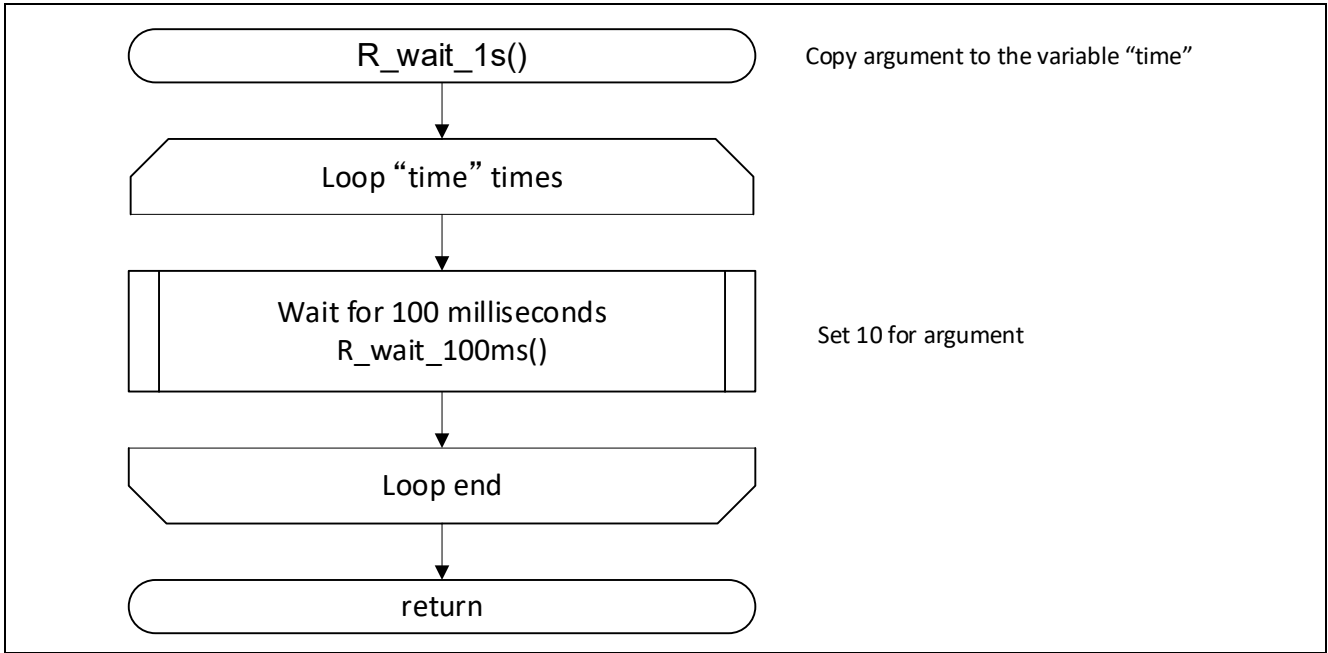 R_wait_1s()
Copy argument to the variable “time”
Loop “time” times
Wait for 100 milliseconds
R_wait_100ms()
Set 10 for argument
Loop end
return